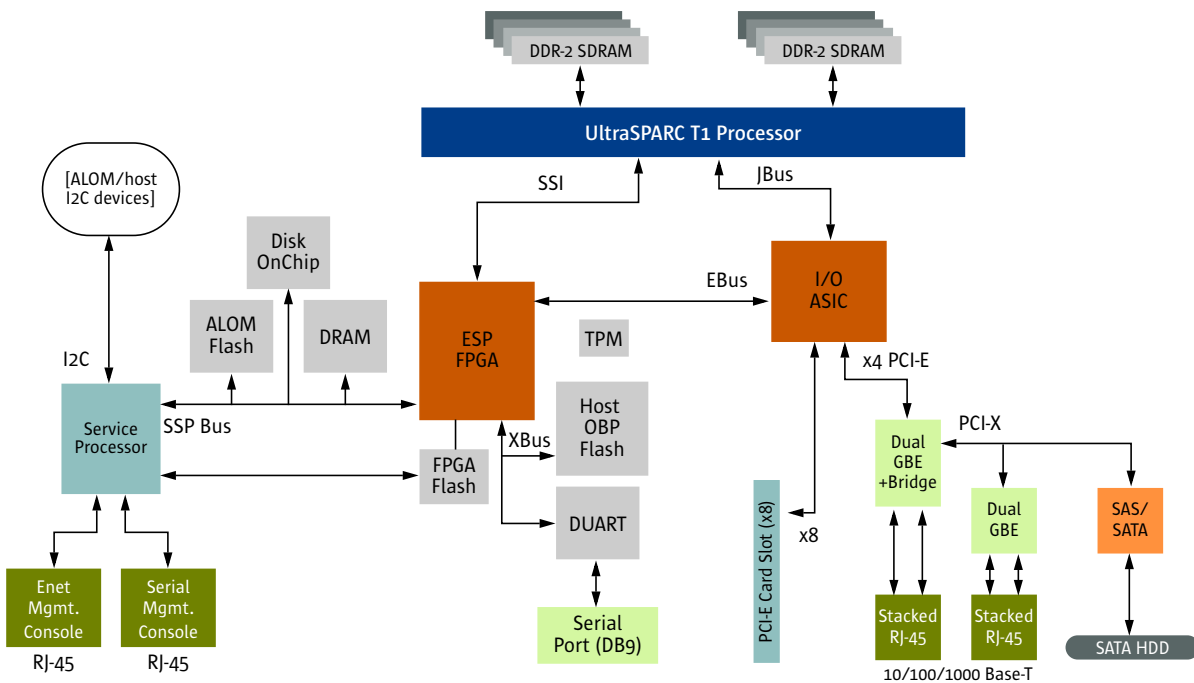 DDR-2 SDRAM
DDR-2 SDRAM
UltraSPARC T1 Processor
[ALOM/host
I2C devices]
SSI
JBus
Disk
OnChip
I/O
ASIC
EBus
ALOM
Flash
DRAM
ESP
FPGA
TPM
I2C
x4 PCI-E
SSP Bus
Service
Processor
XBus
Host
OBP
Flash
PCI-X
Dual
GBE
+Bridge
FPGA
Flash
DUART
PCI-E Card Slot (x8)
x8
Dual
GBE
SAS/
SATA
Enet
Mgmt.
Console
Serial
Mgmt.
Console
RJ-45
RJ-45
Serial
Port (DB9)
Stacked
RJ-45
Stacked
RJ-45
SATA HDD
10/100/1000 Base-T